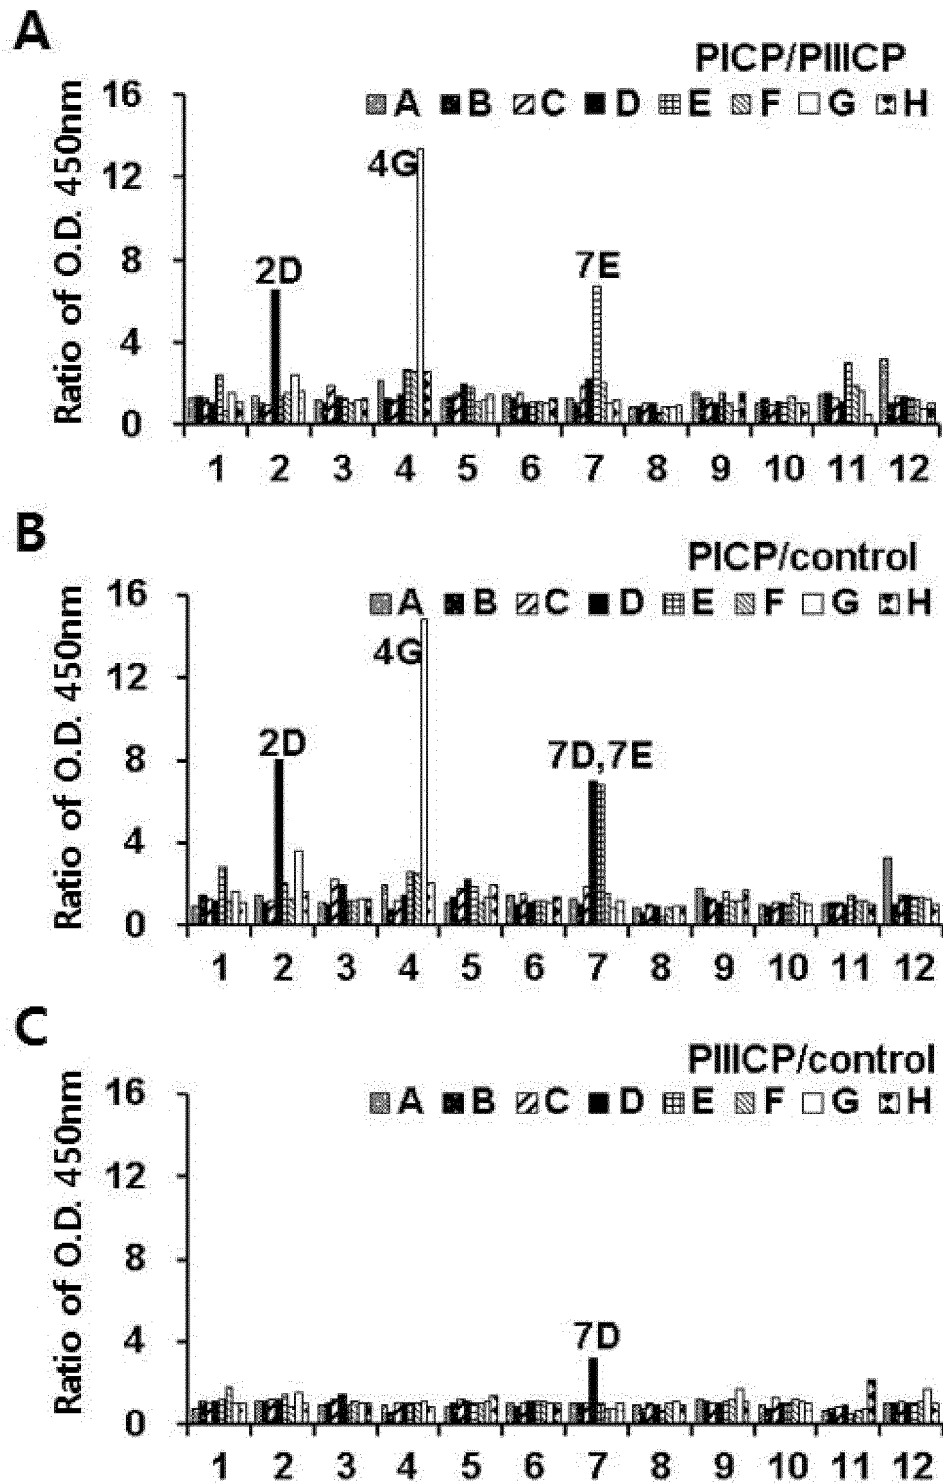 A
PICP/PIIICP
A B C D E F G H
Ratio of O.D. 450nm
16
12
8
4
0
2D
4G
7E
1 2 3 4 5 6 7 8 9 10 11 12
B
PICP/control
A B C D E F G H
Ratio of O.D. 450nm
16
12
8
4
0
2D
4G
7D,7E
1 2 3 4 5 6 7 8 9 10 11 12
C
PIIICP/control
A B C D E F G H
Ratio of O.D. 450nm
16
12
8
4
0
7D
1 2 3 4 5 6 7 8 9 10 11 12